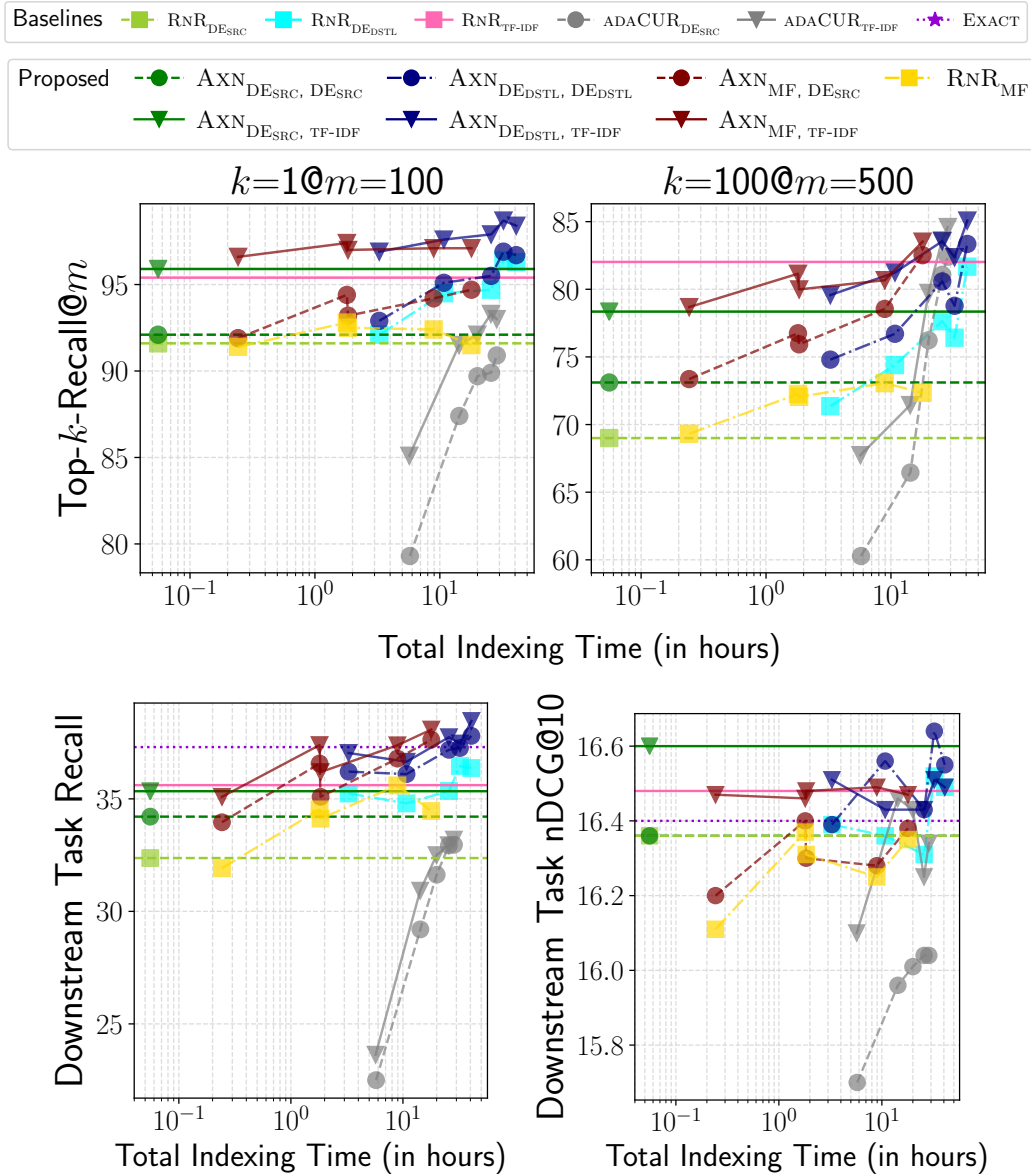 Baselines RNR_DE_SRC RNR_DE_DSTL RNR_TF-IDF ADACUR_DE_SRC ADACUR_TF-IDF EXACT
Proposed AXN_DE_SRC, DE_SRC AXN_DE_DSTL, DE_DSTL AXN_MF, DE_SRC RNR_MF
AXN_DE_SRC, TF-IDF AXN_DE_DSTL, TF-IDF AXN_MF, TF-IDF
k=1@m=100
k=100@m=500
Top-k-Recall@m
95
90
85
80
10^−1 10^0 10^1
85
80
75
70
65
60
10^−1 10^0 10^1
Total Indexing Time (in hours)
Downstream Task Recall
35
30
25
10^−1 10^0 10^1
Total Indexing Time (in hours)
Downstream Task nDCG@10
16.6
16.4
16.2
16.0
15.8
10^−1 10^0 10^1
Total Indexing Time (in hours)